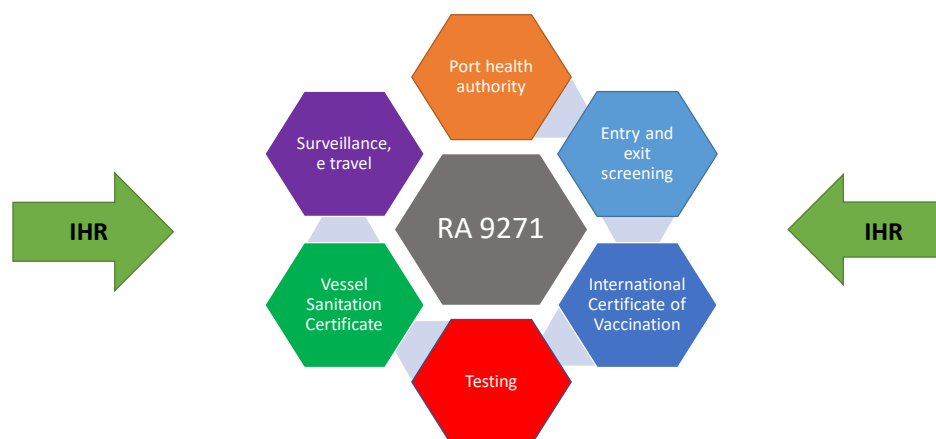 Port health
authority
Surveillance,
e travel
Entry and
exit
screening
IHR
RA 9271
IHR
Vessel
Sanitation
Certificate
International
Certificate of
Vaccination
Testing